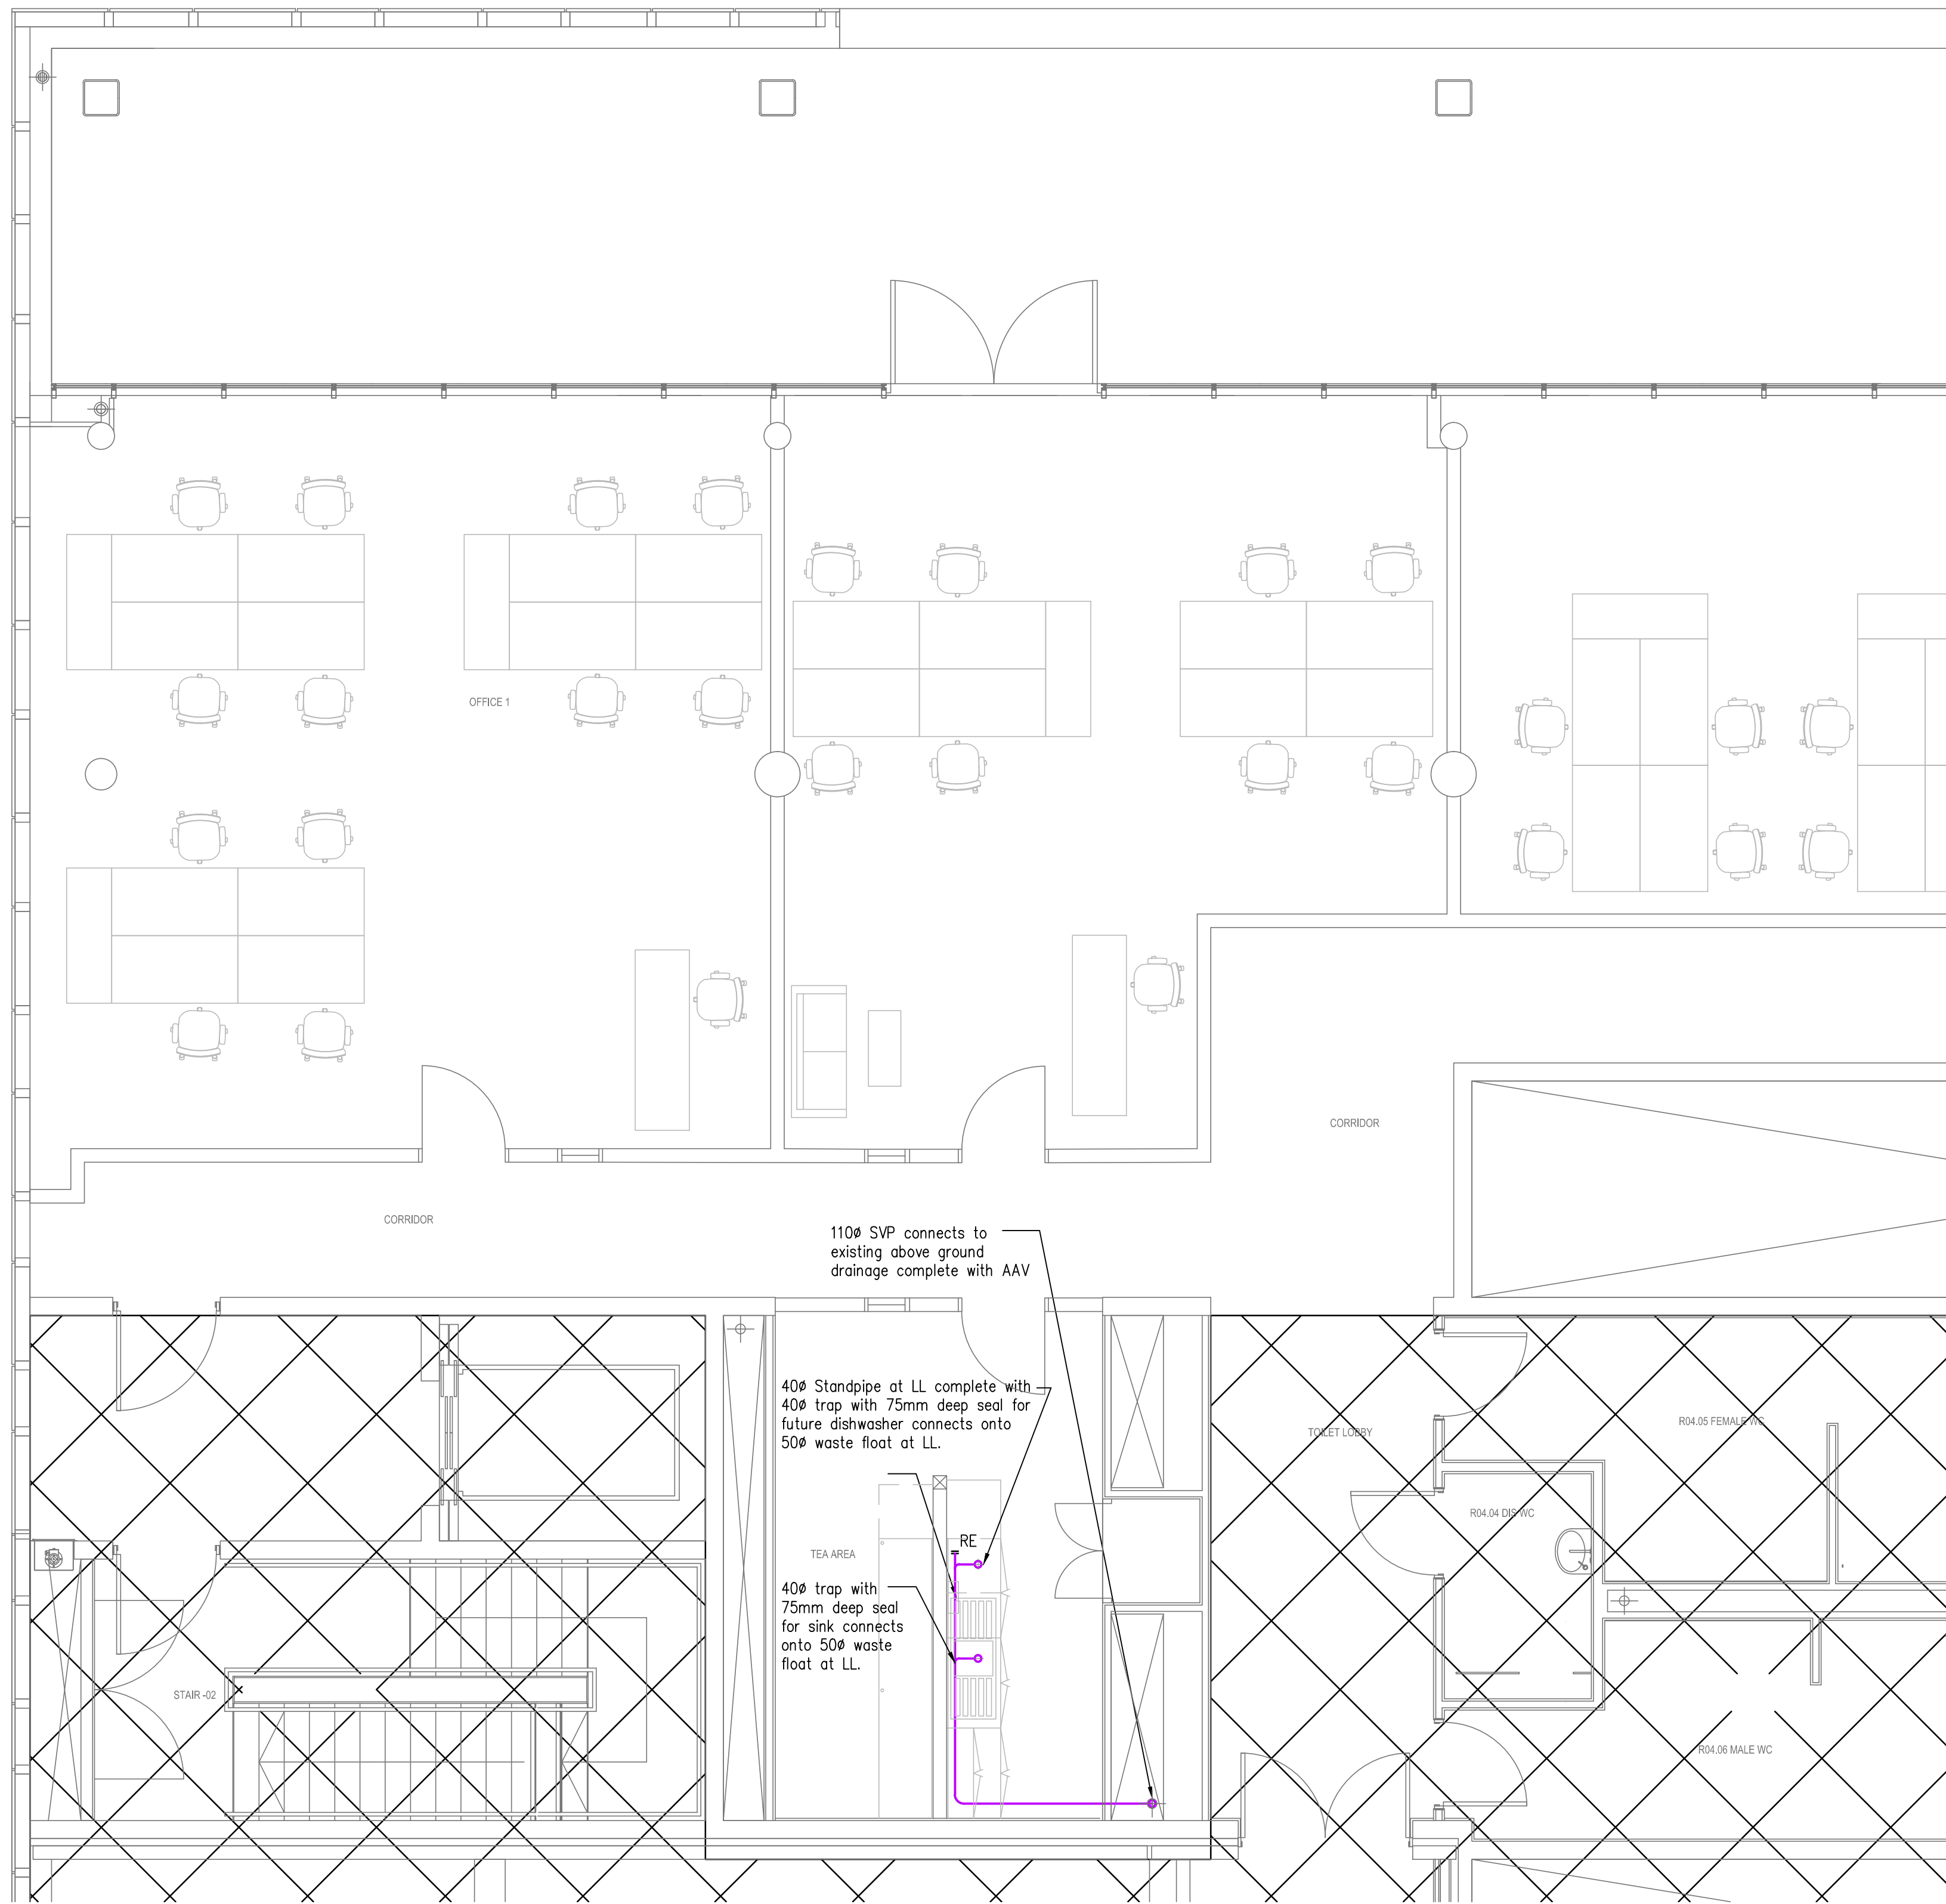 OFFICE 1
CORRIDOR
CORRIDOR
110ø SVP connects to
existing above ground
drainage complete with AAV
40ø Standpipe at LL complete with
40ø trap with 75mm deep seal for
future dishwasher connects onto
50ø waste float at LL.
TOILET LOBBY
R04.05 FEMALE WC
R04.04 DIS WC
RE
TEA AREA
40ø trap with
75mm deep seal
for sink connects
onto 50ø waste
float at LL.
STAIR -02
R04.06 MALE WC